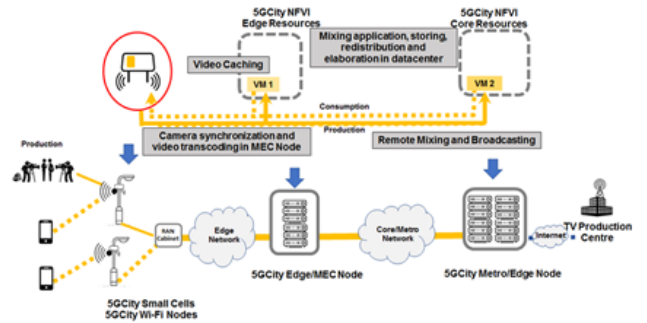 5GCity NFVI
Edge Resources
5GCity NFVI
Core Resources
Mixing application, storing,
redistribution and
elaboration in datacenter
Video Caching
VM 1
VM 2
Consumption
Production
Camera synchronization and
video transcoding in MEC Node
Remote Mixing and Broadcasting
Production
RAN
Cabinet
Edge
Network
Core/Metro
Network
Internet
TV Production
Centre
5GCity Edge/MEC Node
5GCity Metro/Edge Node
5GCity Small Cells
5GCity Wi-Fi Nodes